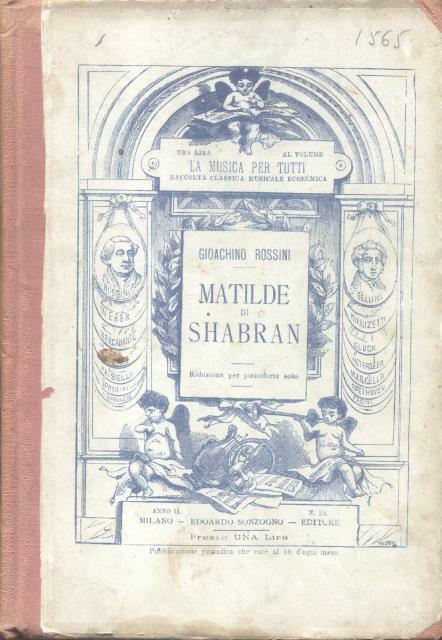 1565
UNA LIRA AL VOLUME
LA MUSICA PER TUTTI
RACCOLTA CLASSICA MUSICALE ECONOMICA
ROSSINI
WEBER
MERCADANTE
PAISIELLO
SPONTINI
GIOACHINO ROSSINI
MATILDE
DI
SHABRAN
Riduzione per pianoforte solo
BELLINI
DONIZETTI
GLUCK
MEYERBEER
MARCELLO
BEETHOVEN
ANNO II. N. 21.
MILANO — EDOARDO SONZOGNO — EDITORE
Prezzo UNA Lira
Pubblicazione periodica che esce al 16 d'ogni mese.